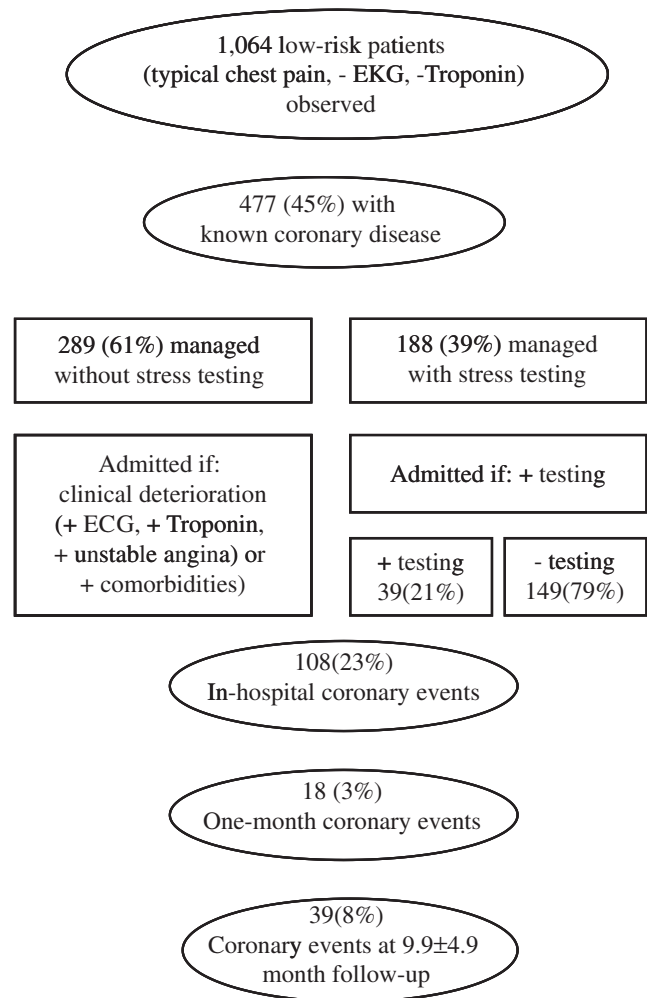 1,064 low-risk patients
(typical chest pain, - EKG, -Troponin)
observed
477 (45%) with
known coronary disease
289 (61%) managed
without stress testing
188 (39%) managed
with stress testing
Admitted if:
clinical deterioration
(+ ECG, + Troponin,
+ unstable angina) or
+ comorbidities)
Admitted if: + testing
+ testing
39(21%)
- testing
149(79%)
108(23%)
In-hospital coronary events
18 (3%)
One-month coronary events
39(8%)
Coronary events at 9.9±4.9
month follow-up